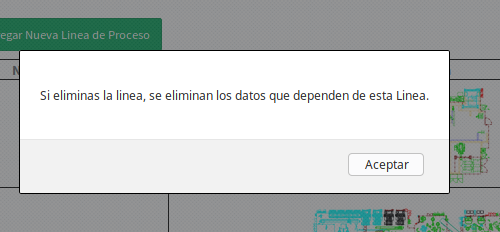 egar Nueva Linea de Proceso
N
Si eliminas la linea, se eliminan los datos que dependen de esta Linea.
Aceptar